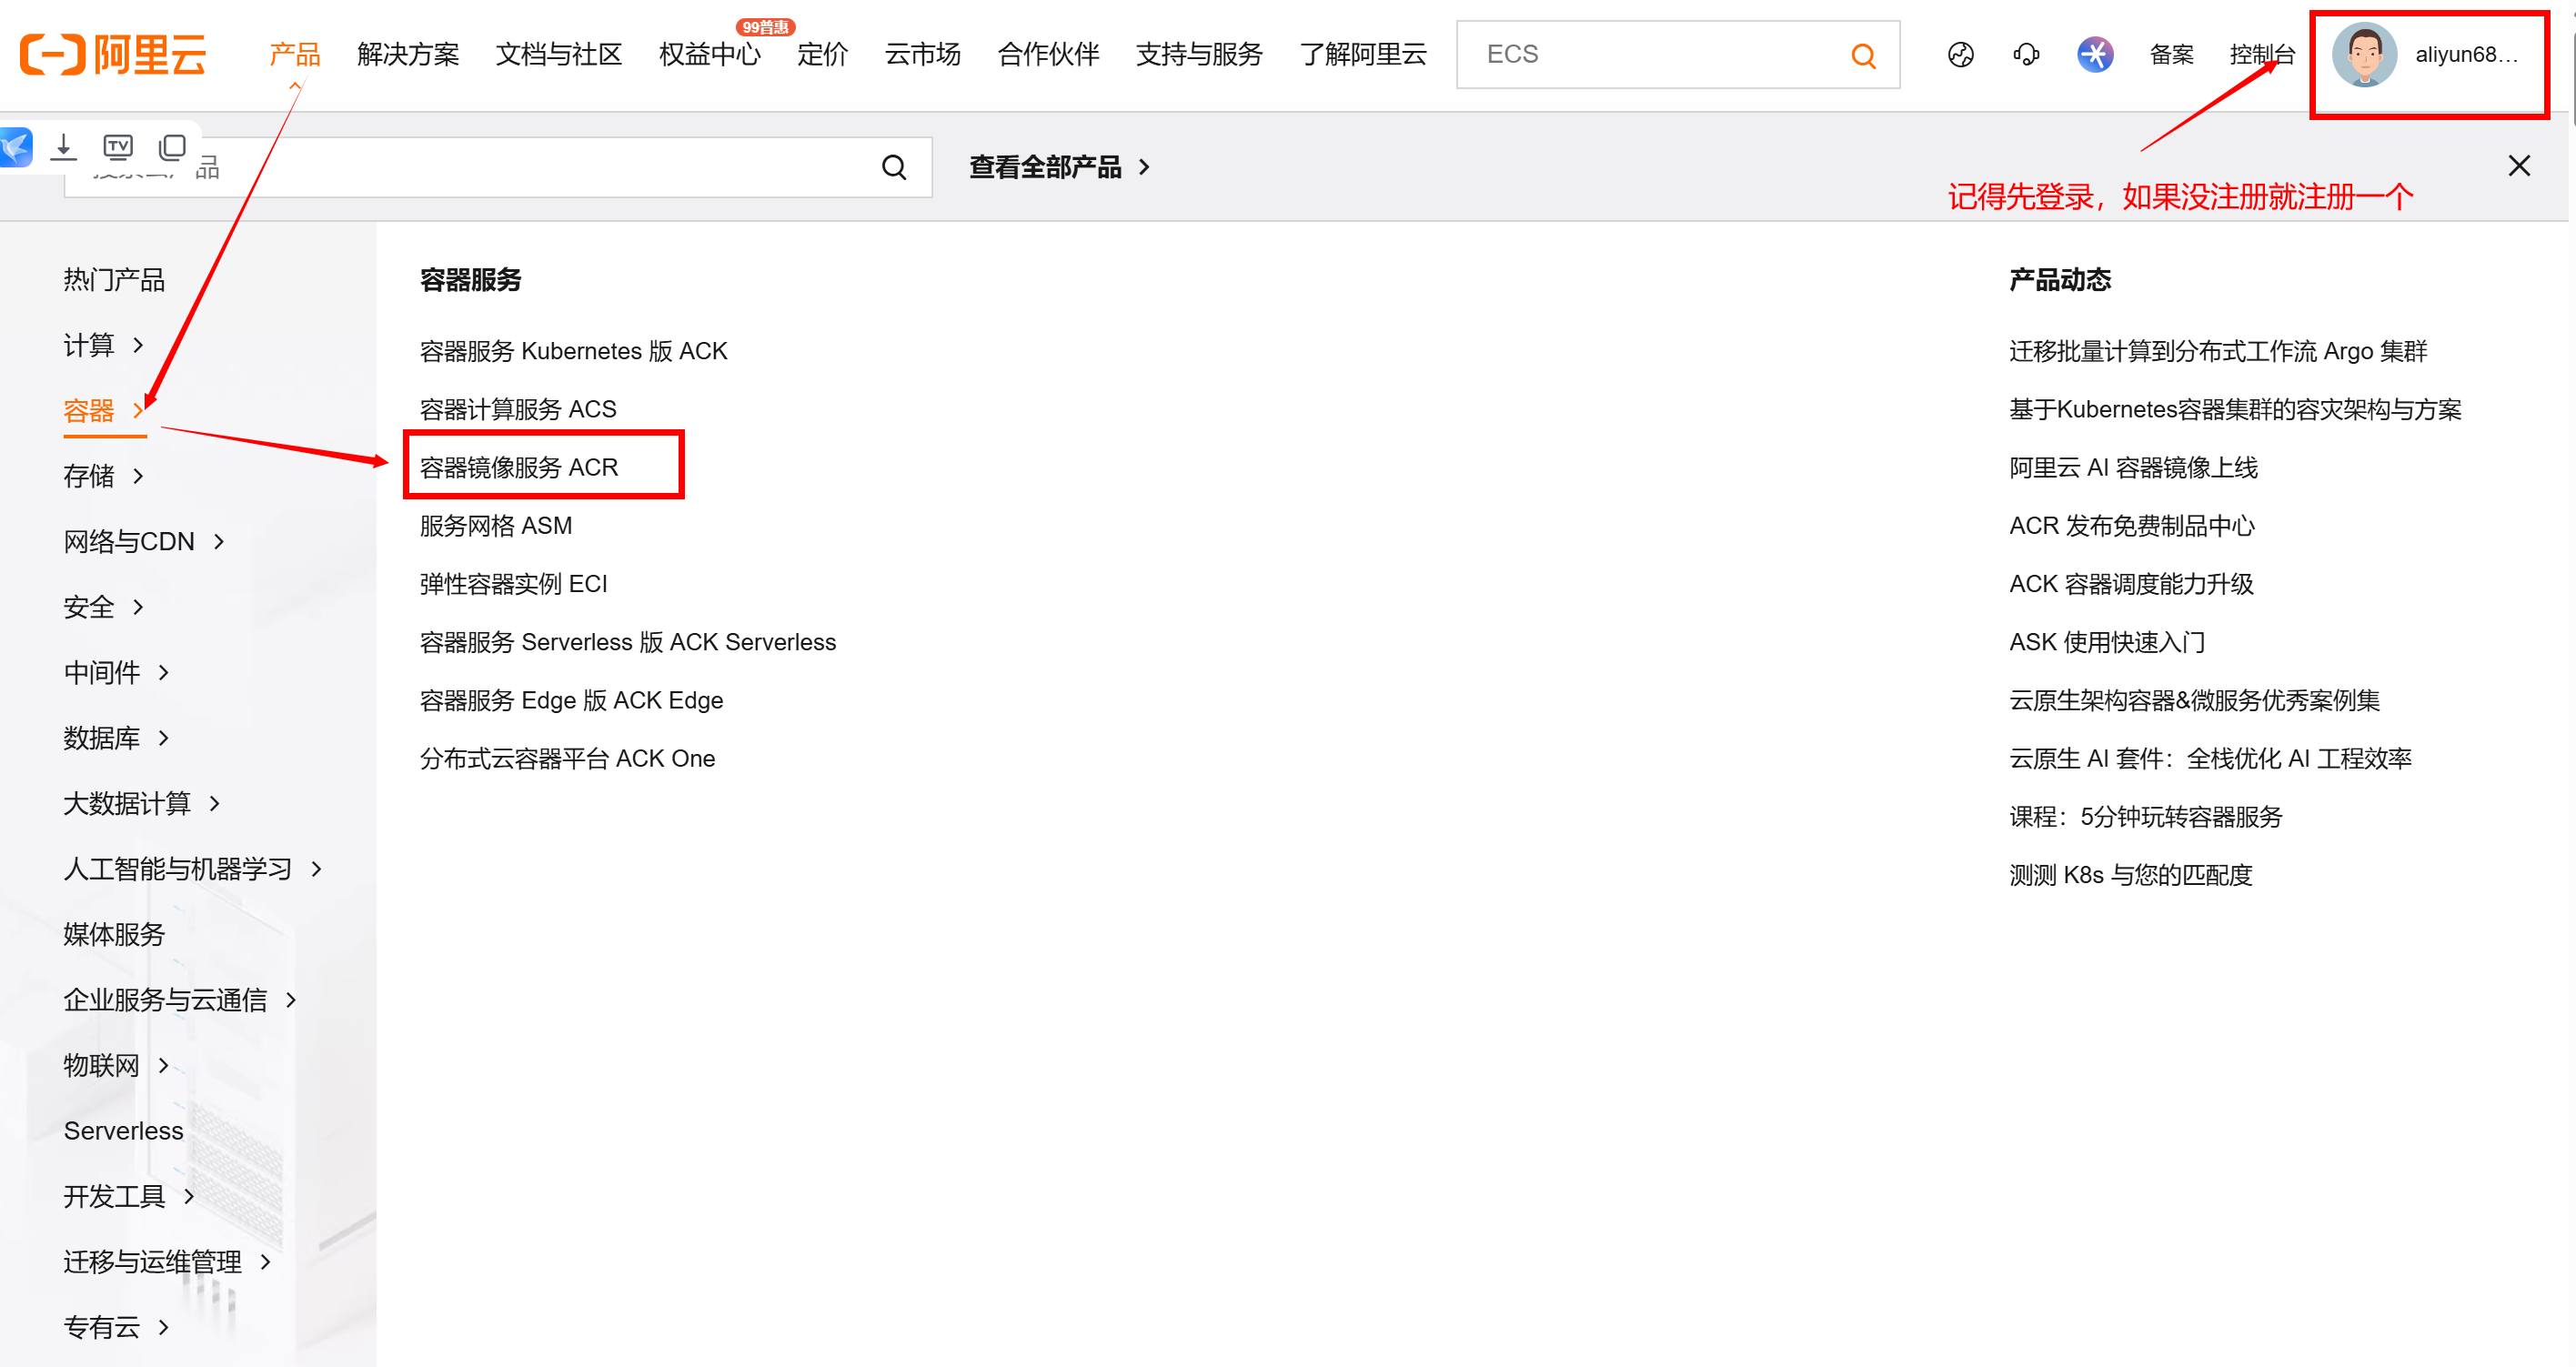 99普惠
阿里云 产品 解决方案 文档与社区 权益中心 定价 云市场 合作伙伴 支持与服务 了解阿里云 ECS 备案 控制台 aliyun68...
TV
品 查看全部产品
记得先登录，如果没注册就注册一个
热门产品
计算
容器
存储
网络与CDN
安全
中间件
数据库
大数据计算
人工智能与机器学习
媒体服务
企业服务与云通信
物联网
Serverless
开发工具
迁移与运维管理
专有云
容器服务
容器服务 Kubernetes 版 ACK
容器计算服务 ACS
容器镜像服务 ACR
服务网格 ASM
弹性容器实例 ECI
容器服务 Serverless 版 ACK Serverless
容器服务 Edge 版 ACK Edge
分布式云容器平台 ACK One
产品动态
迁移批量计算到分布式工作流 Argo 集群
基于Kubernetes容器集群的容灾架构与方案
阿里云 AI 容器镜像上线
ACR 发布免费制品中心
ACK 容器调度能力升级
ASK 使用快速入门
云原生架构容器&微服务优秀案例集
云原生 AI 套件：全栈优化 AI 工程效率
课程：5分钟玩转容器服务
测测 K8s 与您的匹配度